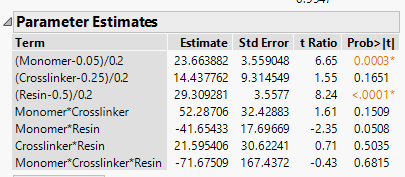 Parameter Estimates
Term Estimate Std Error t Ratio Prob>|t|
(Monomer-0.05)/0.2 23.663882 3.559048 6.65 0.0003*
(Crosslinker-0.25)/0.2 14.437762 9.314549 1.55 0.1651
(Resin-0.5)/0.2 29.309281 3.5577 8.24 <.0001*
Monomer*Crosslinker 52.28706 32.42883 1.61 0.1509
Monomer*Resin -41.65433 17.69669 -2.35 0.0508
Crosslinker*Resin 21.595406 30.62241 0.71 0.5035
Monomer*Crosslinker*Resin -71.67509 167.4372 -0.43 0.6815